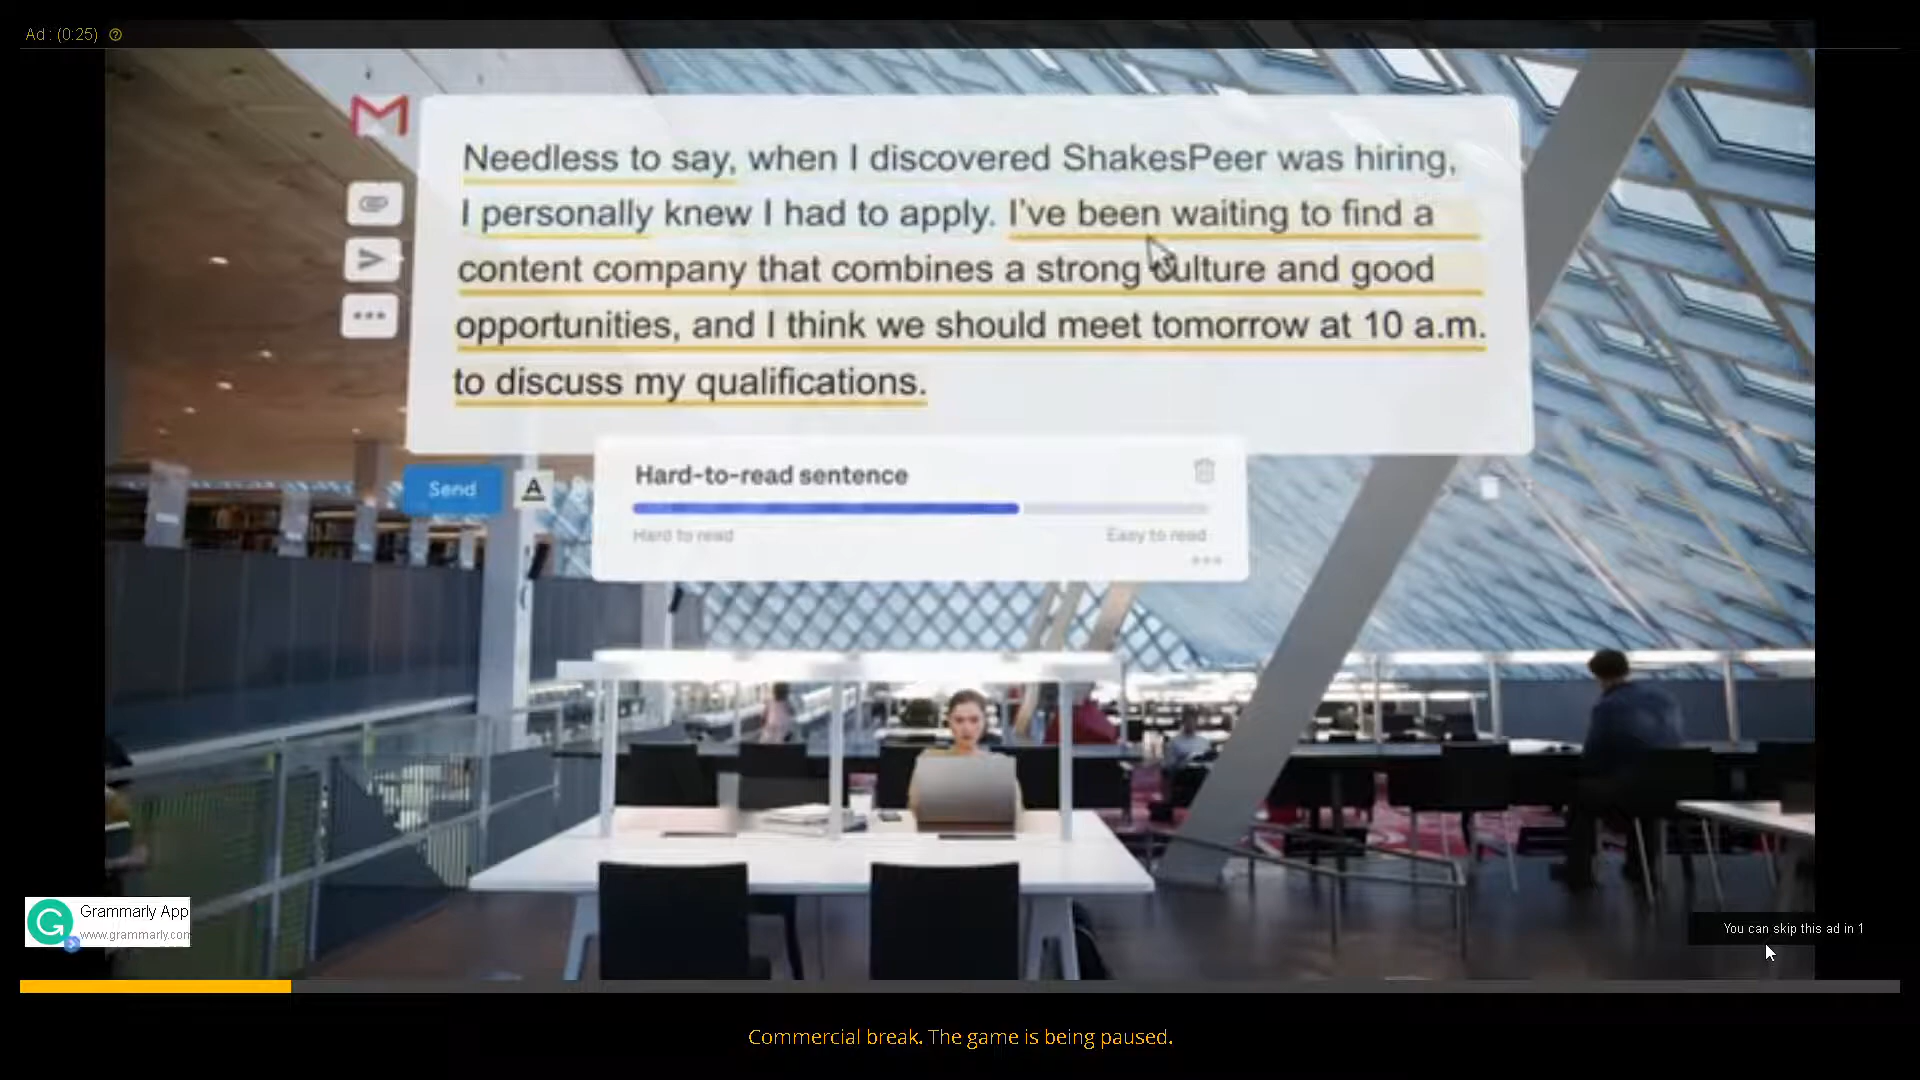 Ad : (0:25)
Needless to say, when I discovered ShakesPeer was hiring,
I personally knew I had to apply. I've been waiting to find a
content company that combines a strong culture and good
opportunities, and I think we should meet tomorrow at 10 a.m.
to discuss my qualifications.
Send
A
Hard-to-read sentence
Hard to read
Easy to read
Grammarly App
www.grammarly.com
You can skip this ad in 1
Commercial break. The game is being paused.